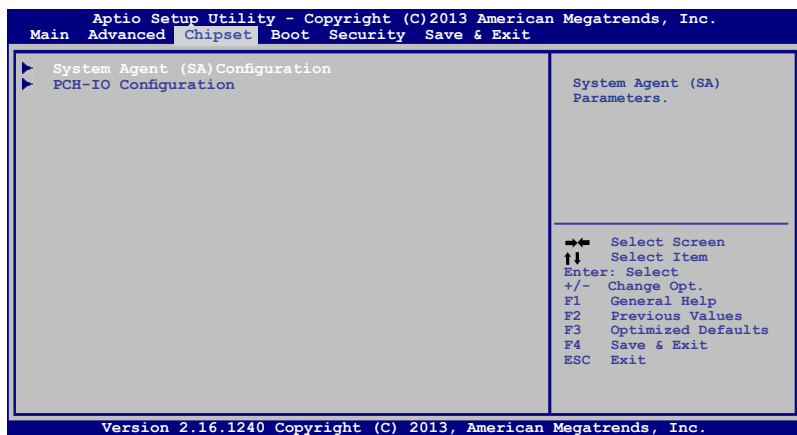 Aptio Setup Utility - Copyright (C)2013 American Megatrends, Inc.
Main Advanced Chipset Boot Security Save & Exit
System Agent (SA)Configuration
PCH-IO Configuration
System Agent (SA)
Parameters.
→← Select Screen
↑↓ Select Item
Enter: Select
+/- Change Opt.
F1 General Help
F2 Previous Values
F3 Optimized Defaults
F4 Save & Exit
ESC Exit
Version 2.16.1240 Copyright (C) 2013, American Megatrends, Inc.